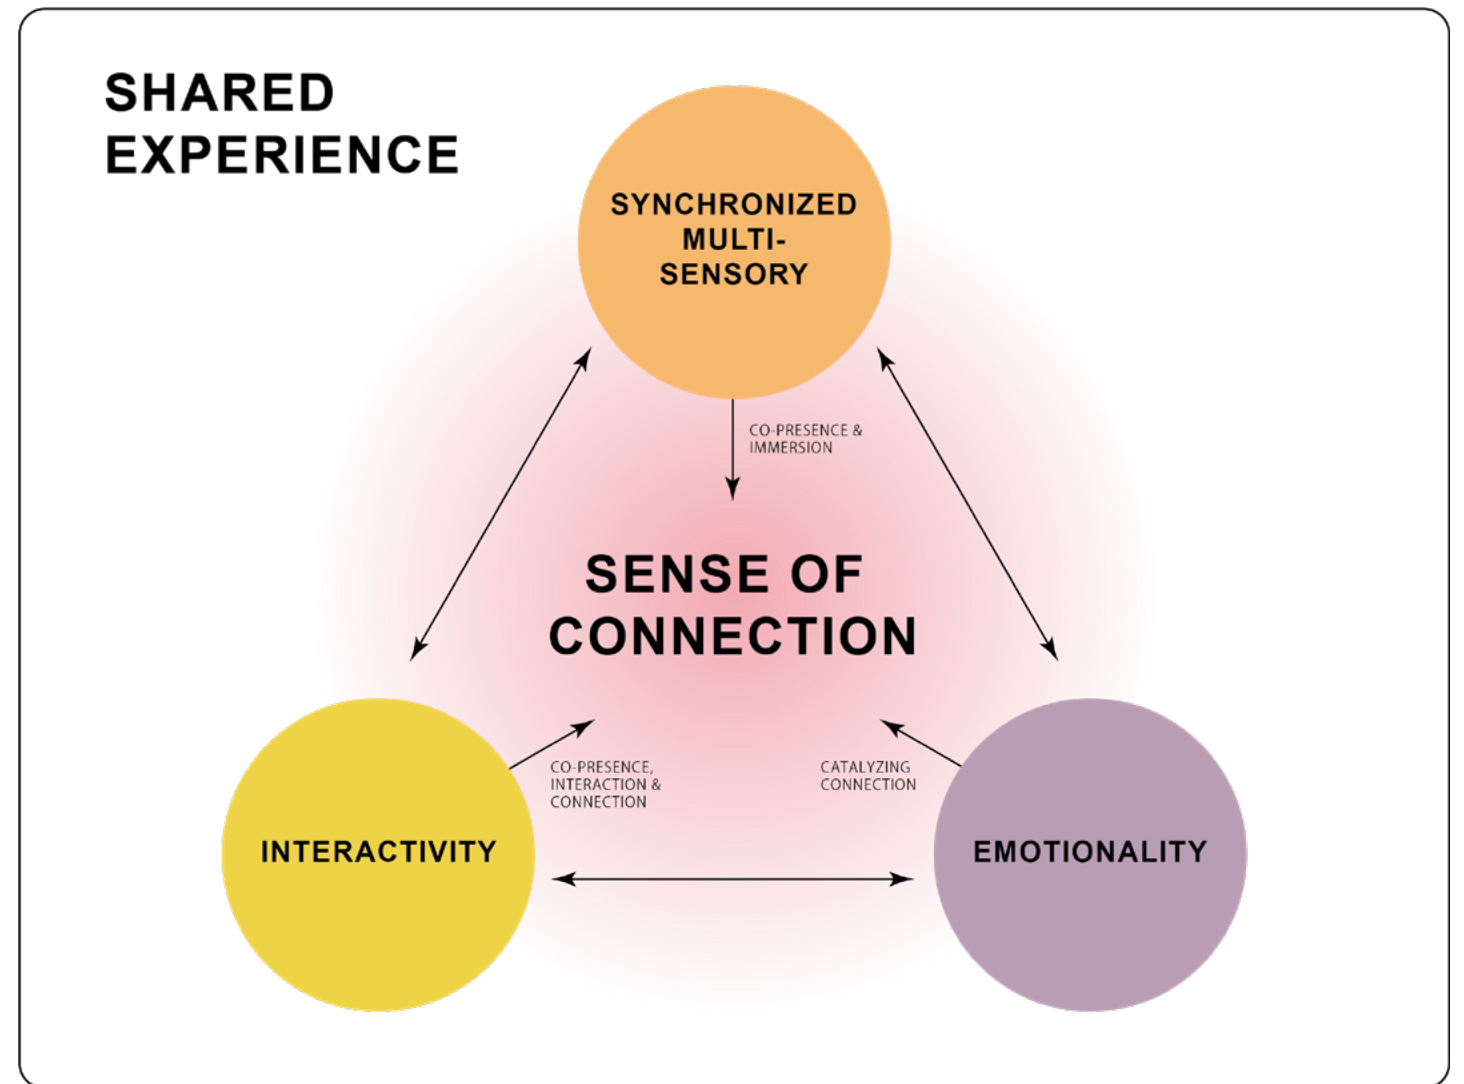 SHARED
EXPERIENCE
SYNCHRONIZED
MULTI-
SENSORY
CO-PRESENCE &
IMMERSION
SENSE OF
CONNECTION
CO-PRESENCE,
INTERACTION &
CONNECTION
CATALYZING
CONNECTION
INTERACTIVITY
EMOTIONALITY